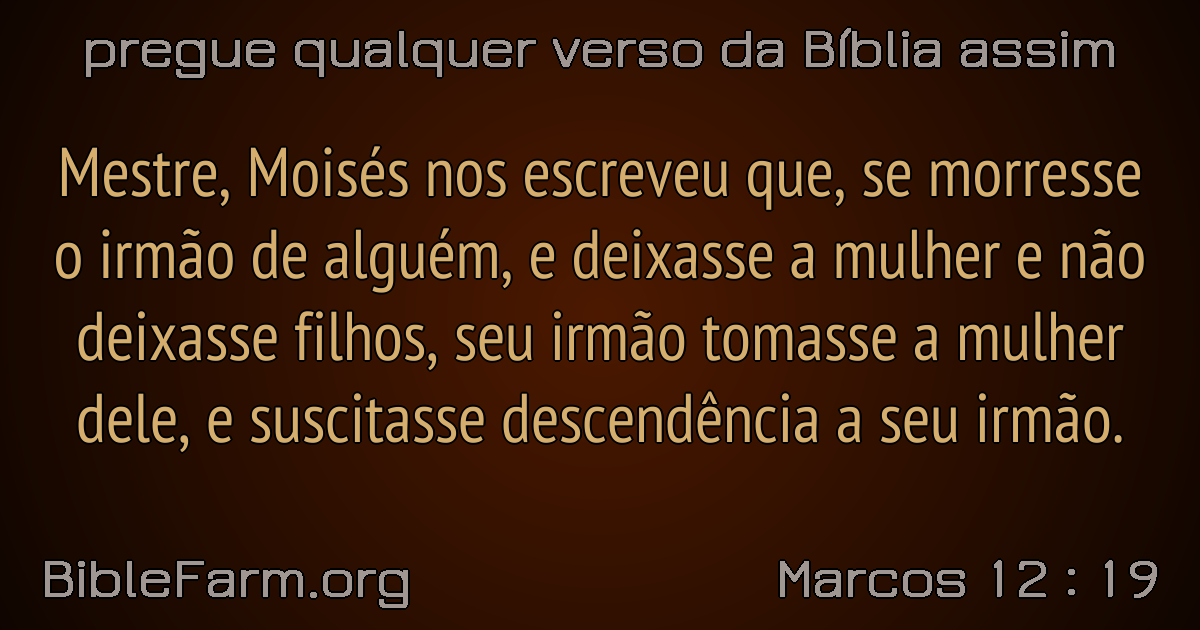 pregue qualquer verso da Bíblia assim
Mestre, Moisés nos escreveu que, se morresse
o irmão de alguém, e deixasse a mulher e não
deixasse filhos, seu irmão tomasse a mulher
dele, e suscitasse descendência a seu irmão.
BibleFarm.org
Marcos 12 : 19